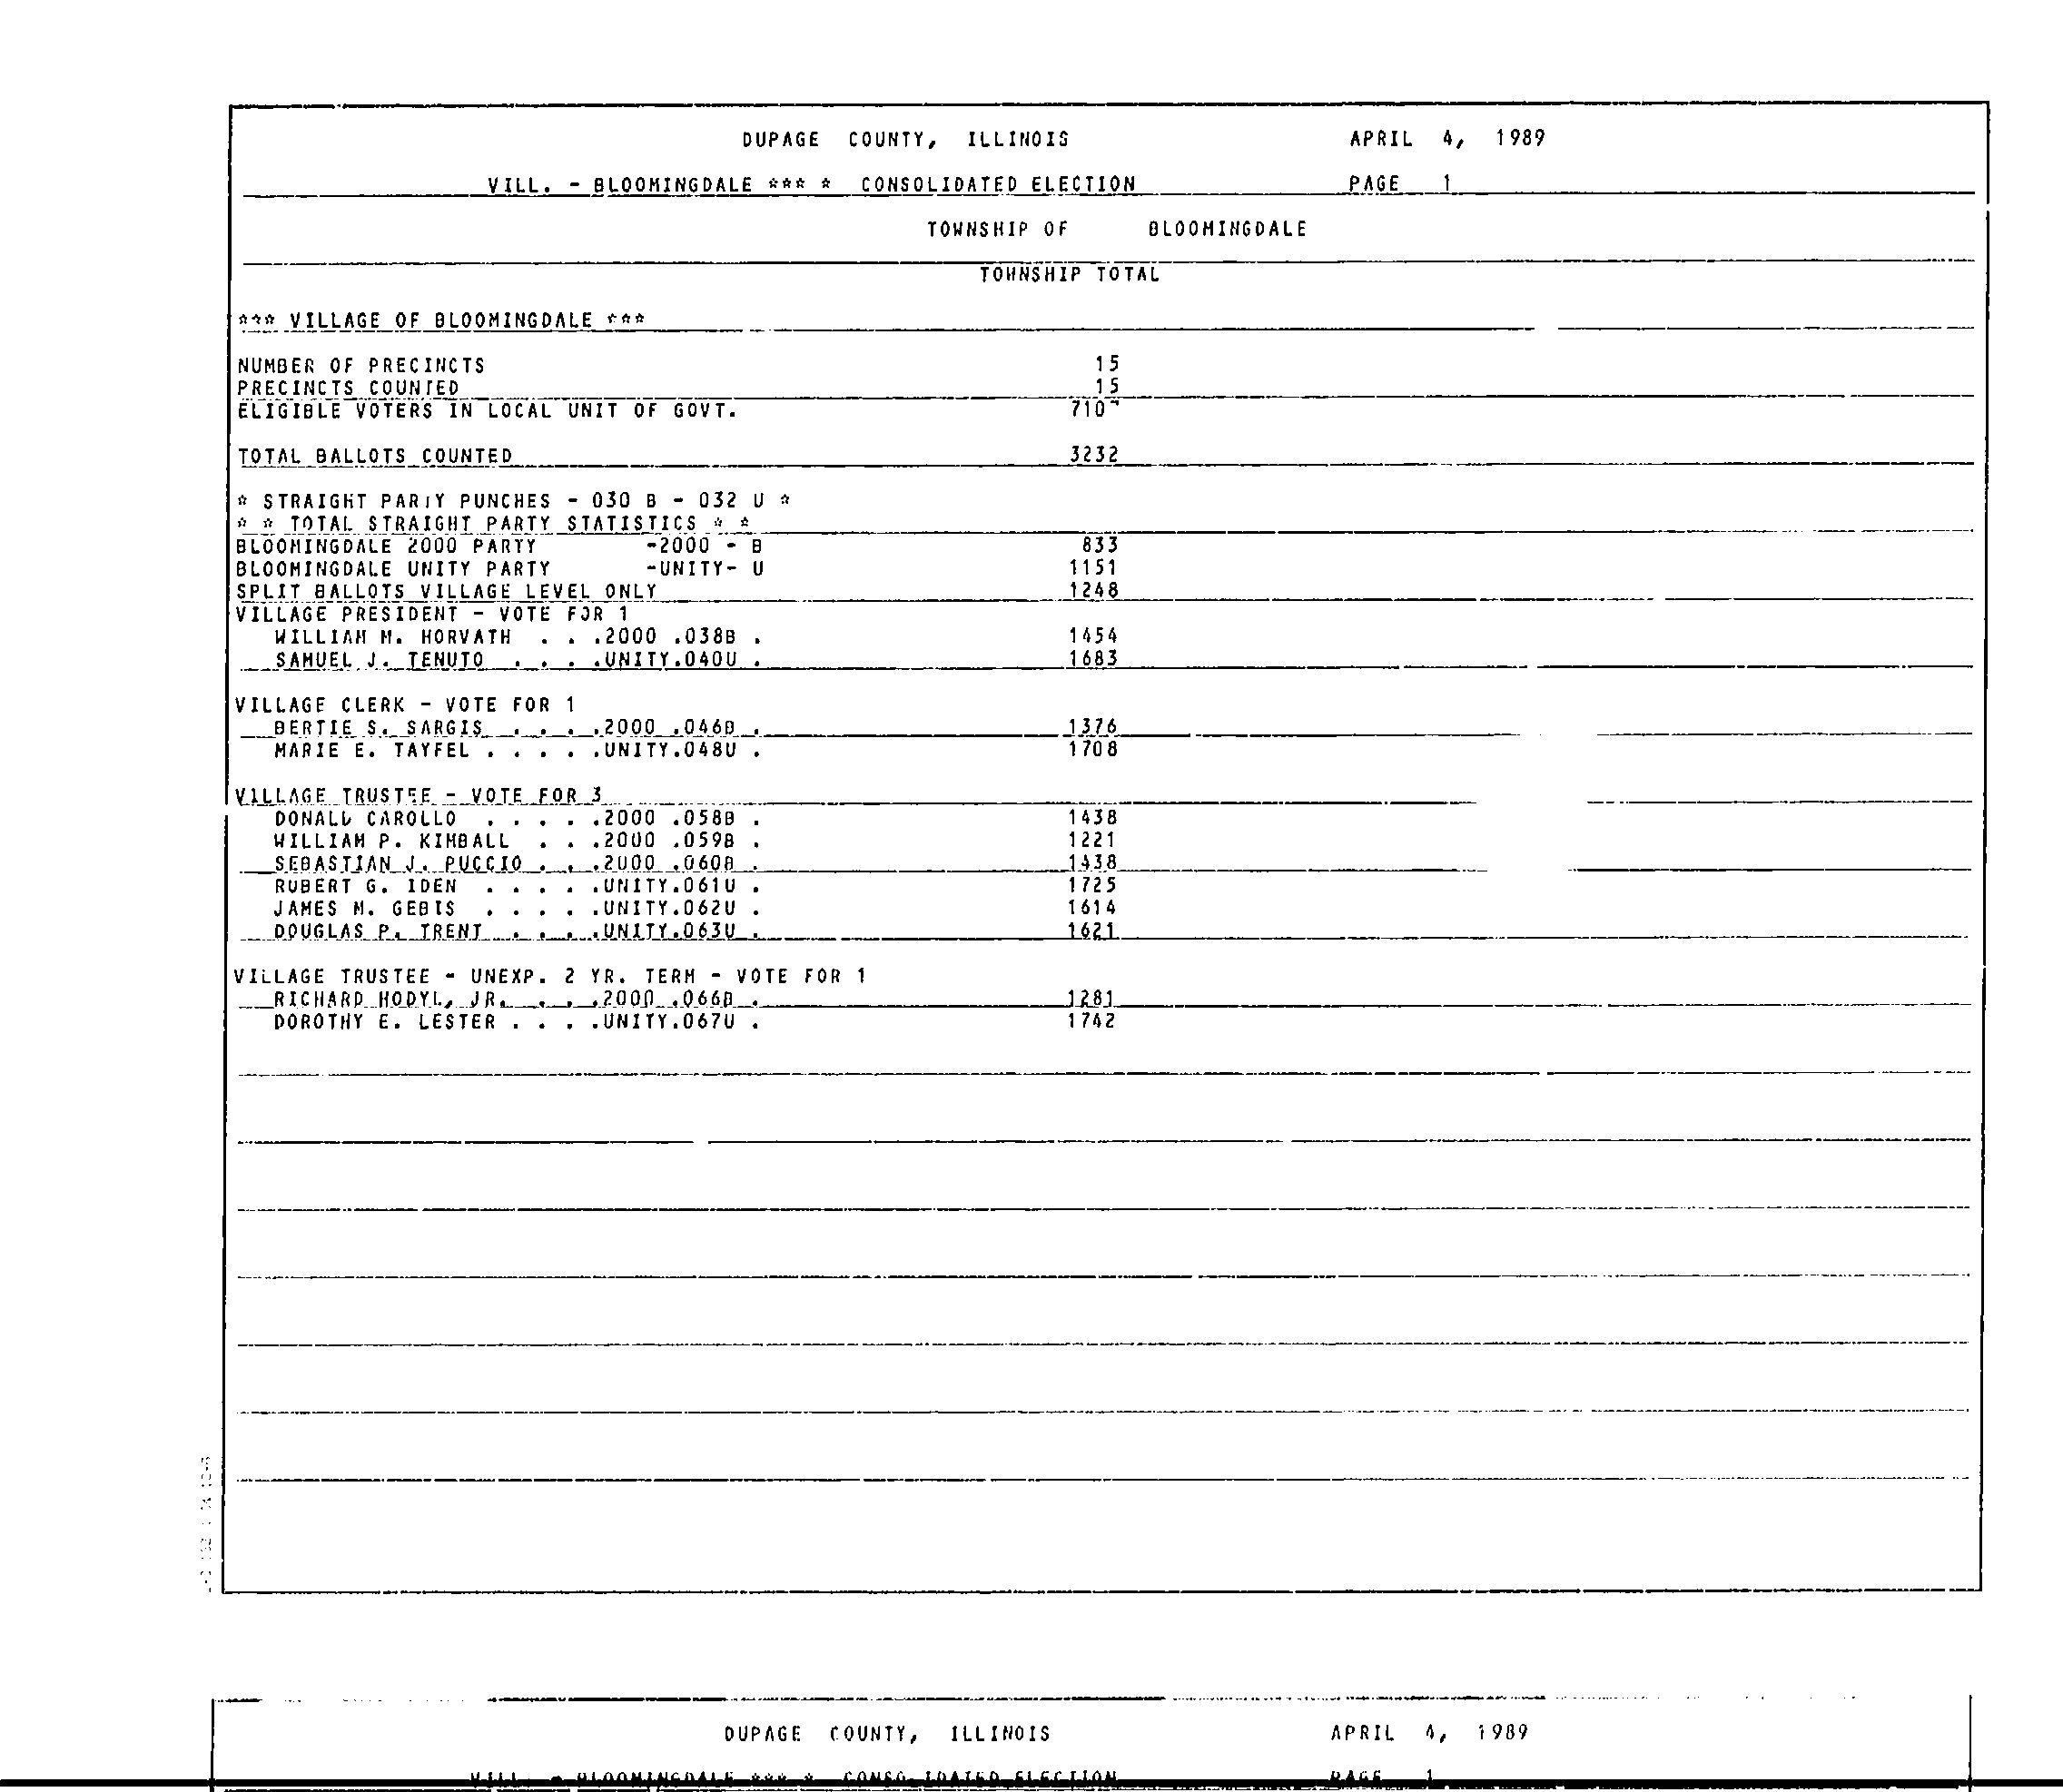 DUPAGE COUNTY, ILLINOIS APRIL 4, 1989
VILL. - BLOOMINGDALE *** * CONSOLIDATED ELECTION PAGE 1
TOWNSHIP OF BLOOMINGDALE
TOWNSHIP TOTAL
*** VILLAGE OF BLOOMINGDALE ***
NUMBER OF PRECINCTS 15
PRECINCTS COUNTED 15
ELIGIBLE VOTERS IN LOCAL UNIT OF GOVT.
TOTAL BALLOTS COUNTED 3232
* STRAIGHT PARTY PUNCHES - 030 B - 032 U *
* * TOTAL STRAIGHT PARTY STATISTICS * *
BLOOMINGDALE 2000 PARTY -2000 - B 833
BLOOMINGDALE UNITY PARTY -UNITY- U 1151
SPLIT BALLOTS VILLAGE LEVEL ONLY 1248
VILLAGE PRESIDENT - VOTE FOR 1
WILLIAM M. HORVATH . . .2000 .038B . 1454
SAMUEL J. TENUTO . . . .UNITY.040U . 1683
VILLAGE CLERK - VOTE FOR 1
BERTIE S. SARGIS . . . .2000 .046B . 1376
MARIE E. TAYFEL . . . . .UNITY.048U . 1708
VILLAGE TRUSTEE - VOTE FOR 3
DONALD CAROLLO . . . . .2000 .058B . 1438
WILLIAM P. KIMBALL . . .2000 .059B . 1221
SEBASTIAN J. PUCCIO . . .2000 .060B . 1438
ROBERT G. IDEN . . . . .UNITY.061U . 1725
JAMES M. GEBIS . . . . .UNITY.062U . 1614
DOUGLAS P. TRENT . . . .UNITY.063U . 1621
VILLAGE TRUSTEE - UNEXP. 2 YR. TERM - VOTE FOR 1
RICHARD HODYL, JR. . . .2000 .066B . 1281
DOROTHY E. LESTER . . . .UNITY.067U . 1742
DUPAGE COUNTY, ILLINOIS APRIL 4, 1989
VILL. - BLOOMINGDALE *** * CONSOLIDATED ELECTION PAGE 1